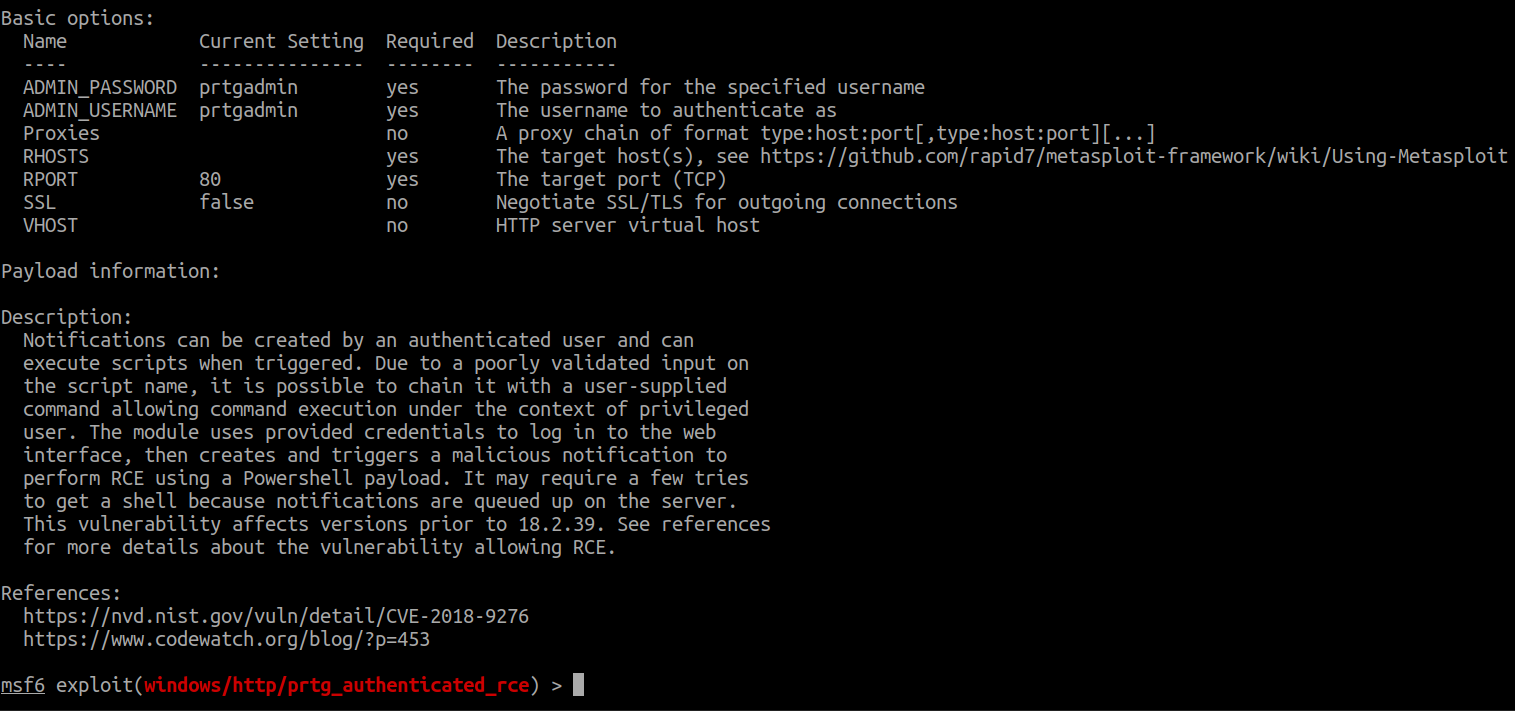 Basic options:
  Name            Current Setting  Required  Description
  ----            ---------------  --------  -----------
  ADMIN_PASSWORD  prtgadmin        yes       The password for the specified username
  ADMIN_USERNAME  prtgadmin        yes       The username to authenticate as
  Proxies                          no        A proxy chain of format type:host:port[,type:host:port][...]
  RHOSTS                           yes       The target host(s), see https://github.com/rapid7/metasploit-framework/wiki/Using-Metasploit
  RPORT           80               yes       The target port (TCP)
  SSL             false            no        Negotiate SSL/TLS for outgoing connections
  VHOST                            no        HTTP server virtual host

Payload information:

Description:
  Notifications can be created by an authenticated user and can
  execute scripts when triggered. Due to a poorly validated input on
  the script name, it is possible to chain it with a user-supplied
  command allowing command execution under the context of privileged
  user. The module uses provided credentials to log in to the web
  interface, then creates and triggers a malicious notification to
  perform RCE using a Powershell payload. It may require a few tries
  to get a shell because notifications are queued up on the server.
  This vulnerability affects versions prior to 18.2.39. See references
  for more details about the vulnerability allowing RCE.

References:
  https://nvd.nist.gov/vuln/detail/CVE-2018-9276
  https://www.codewatch.org/blog/?p=453

msf6 exploit(windows/http/prtg_authenticated_rce) >